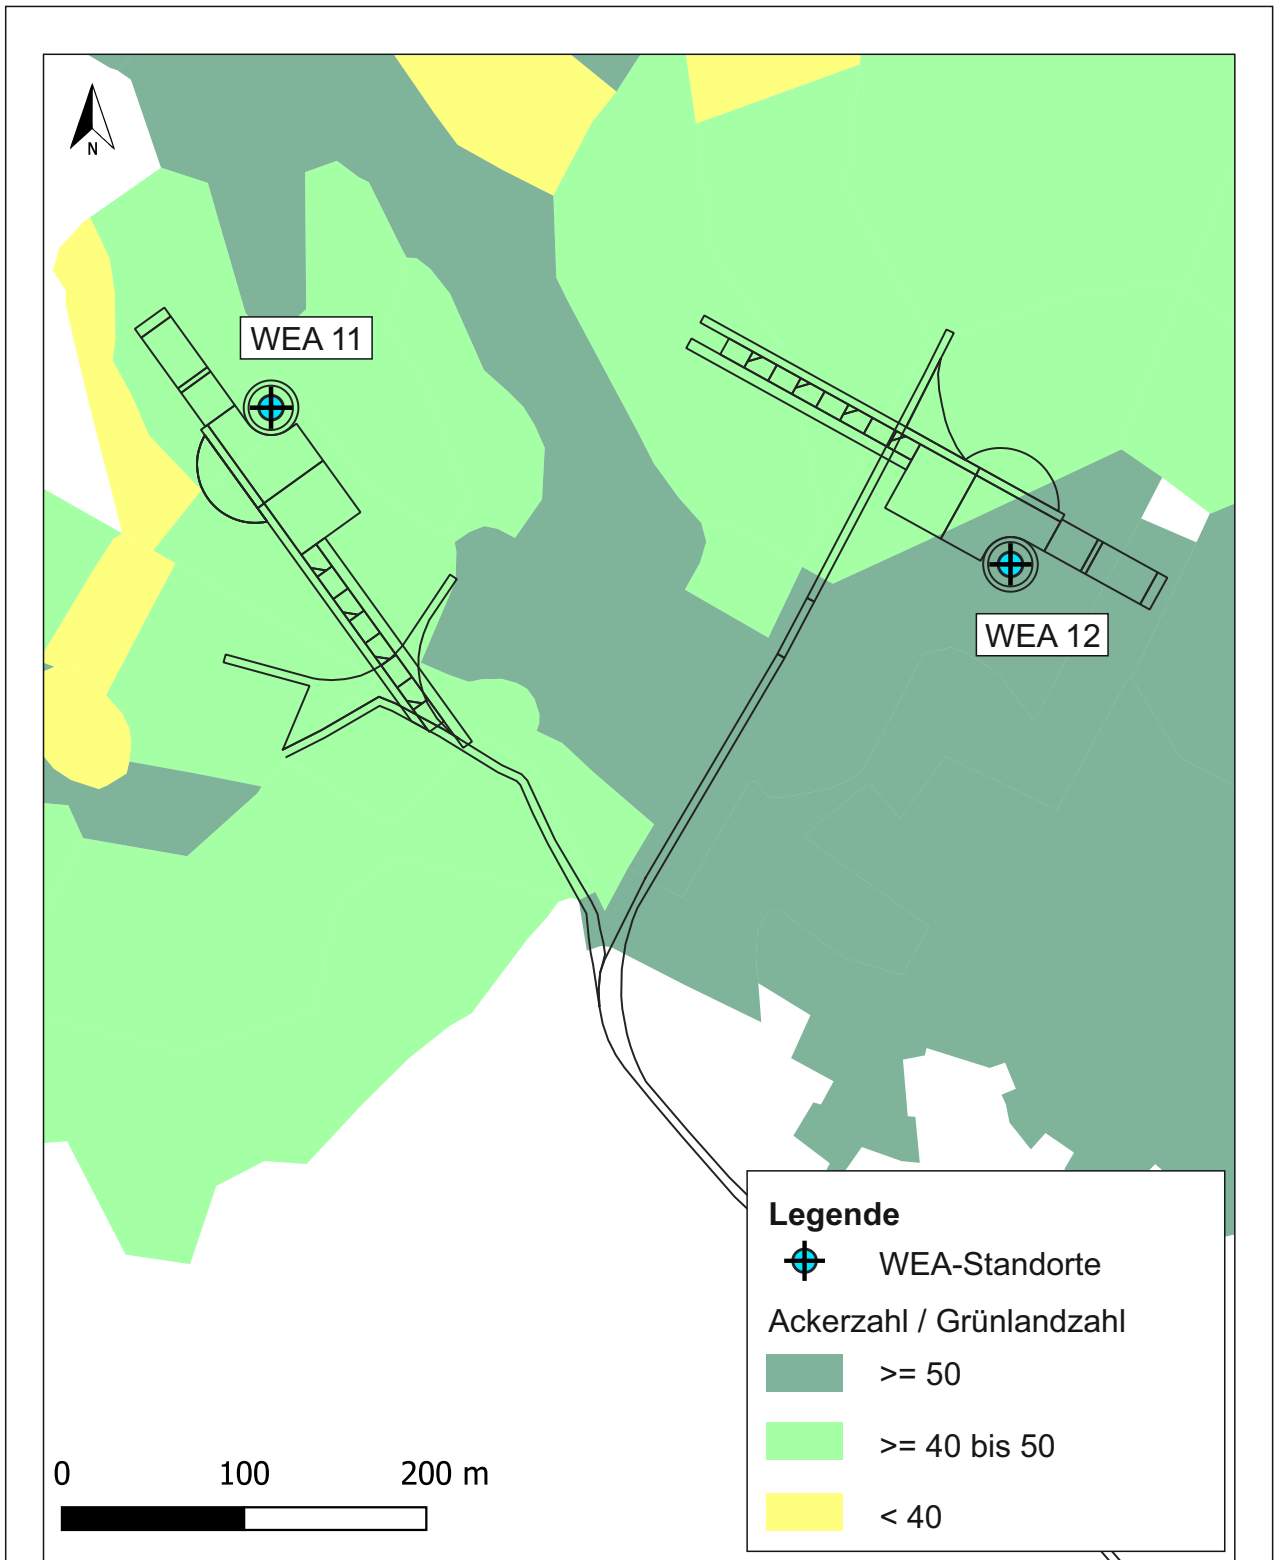 N
WEA 11
WEA 12
Legende
WEA-Standorte
Ackerzahl / Grünlandzahl
>= 50
>= 40 bis 50
< 40
0 100 200 m